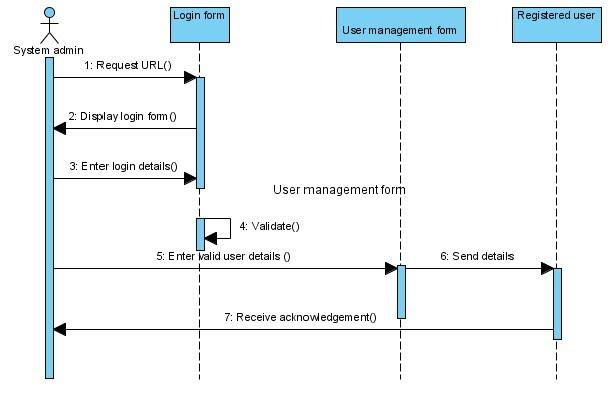 Login form
Registered user
User management form
System admin
1: Request URL()
2: Display login form()
3: Enter login details()
User management form
4: Validate()
5: Enter valid user details ()
6: Send details
7: Receive acknowledgement()